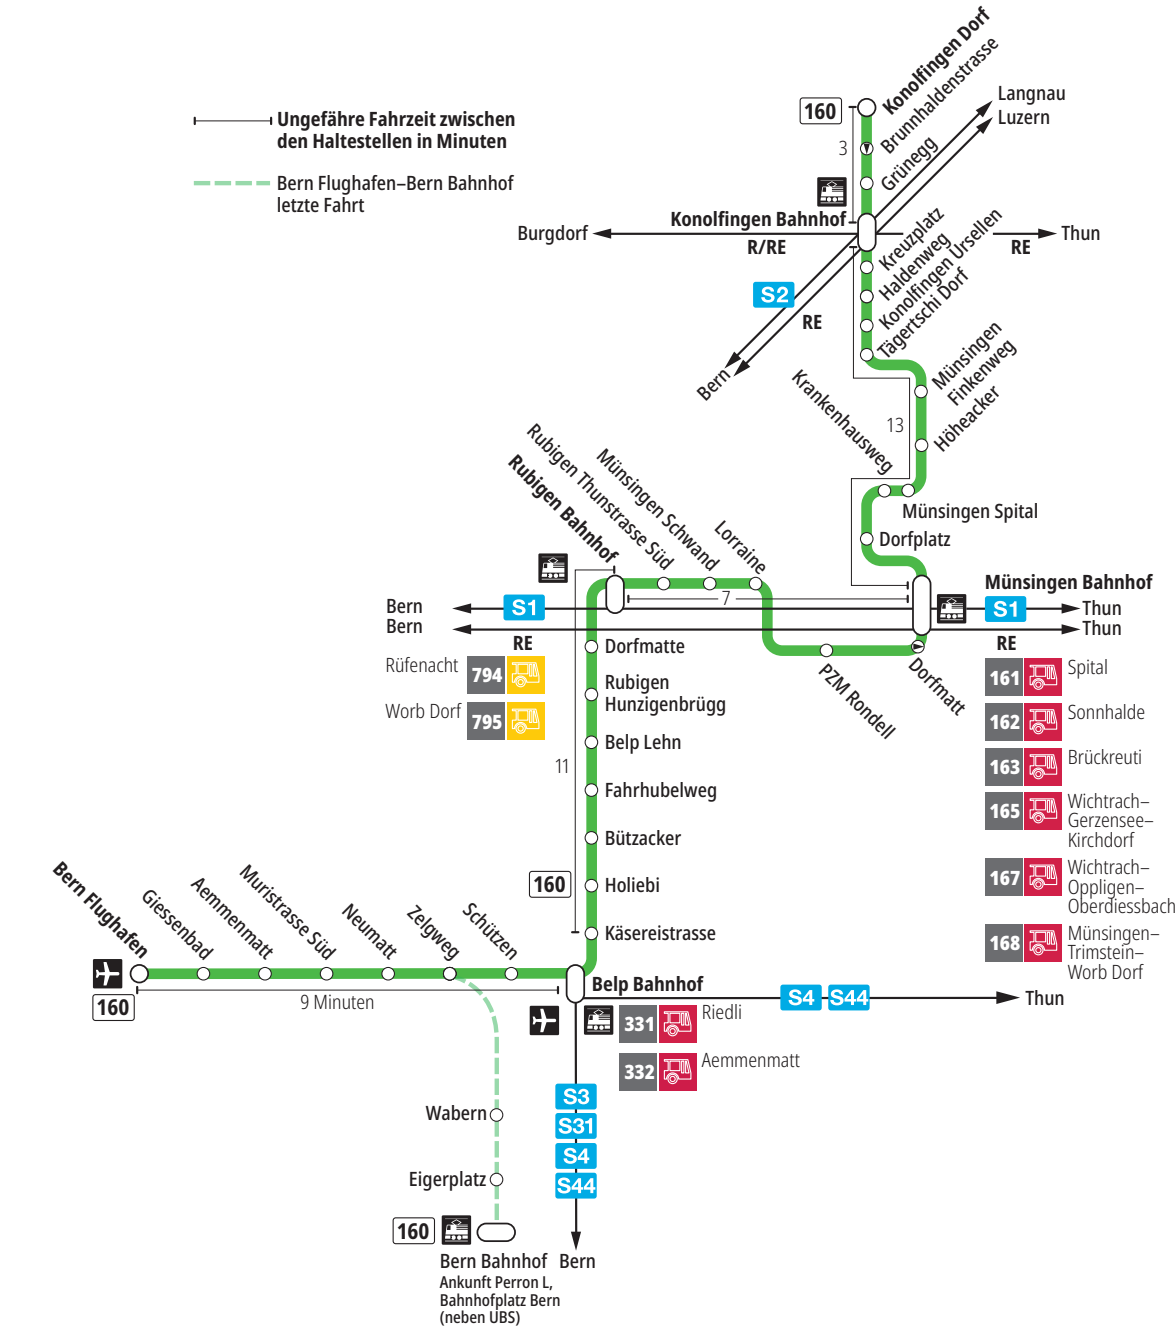 Ungefähre Fahrzeit zwischen
den Haltestellen in Minuten
Bern Flughafen–Bern Bahnhof
letzte Fahrt
160
Konolfingen Dorf
Brunnhaldenstrasse
Grünegg
3
Langnau
Luzern
Konolfingen Bahnhof
Burgdorf
R/RE
RE
Thun
S2
RE
Bern
Kreuzplatz
Haldenweg
Konolfingen Ursellen
Tägertschi Dorf
Münsingen
Finkenweg
Höheacker
13
Krankenhausweg
Münsingen Spital
Dorfplatz
Rubigen Bahnhof
Rubigen Thunstrasse Süd
Münsingen Schwand
Lorraine
7
Münsingen Bahnhof
Bern
S1
S1
Thun
Bern
Thun
RE
RE
PZM Rondell
Dorfmatt
Rüfenacht
794
Worb Dorf
795
Dorfmatte
Rubigen
Hunzigenbrügg
Belp Lehn
11
Fahrhubelweg
Bützacker
160
Holiebi
Käsereistrasse
161
Spital
162
Sonnhalde
163
Brückreuti
165
Wichtrach–
Gerzensee–
Kirchdorf
167
Wichtrach–
Oppligen–
Oberdiessbach
168
Münsingen–
Trimstein–
Worb Dorf
Bern Flughafen
Giessenbad
Aemmenmatt
Muristrasse Süd
Neumatt
Zelgweg
Schützen
160
9 Minuten
Belp Bahnhof
S4
S44
Thun
331
Riedli
332
Aemmenmatt
S3
S31
S4
S44
Bern
Wabern
Eigerplatz
160
Bern Bahnhof
Ankunft Perron L,
Bahnhofplatz Bern
(neben UBS)